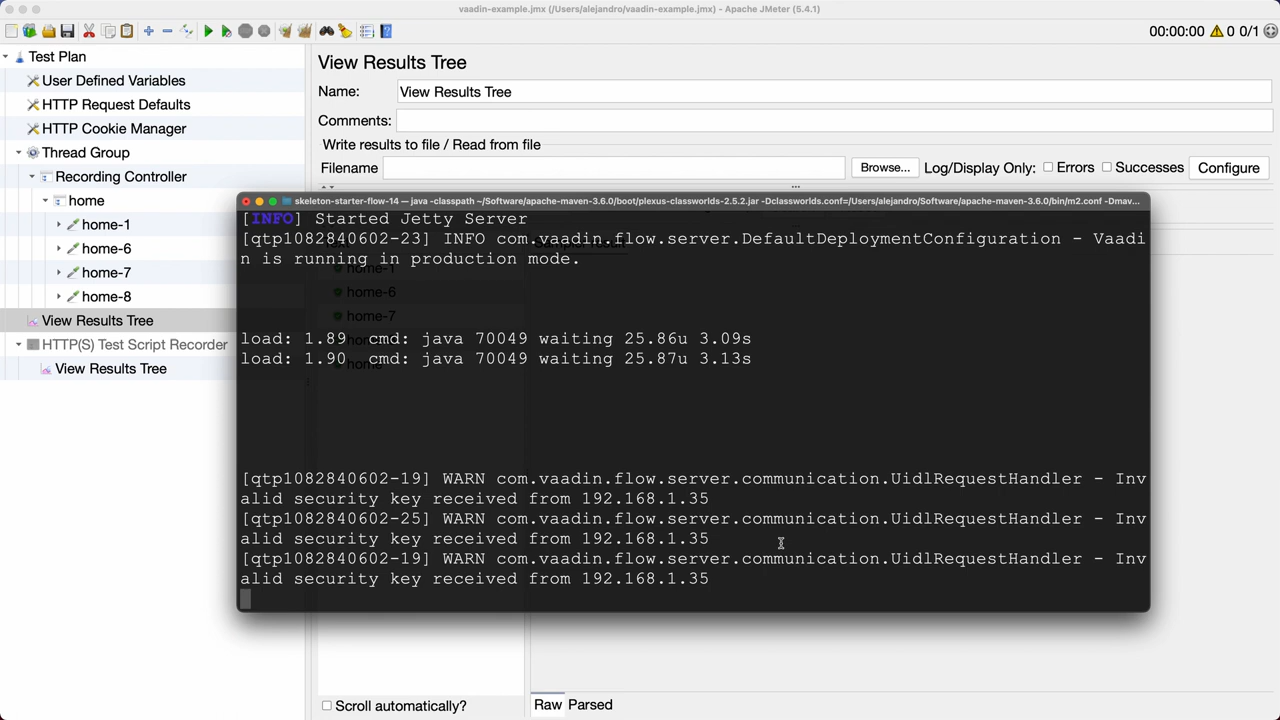 vaadin-example.jmx (/Users/alejandro/vaadin-example.jmx) - Apache JMeter (5.4.1)
00:00:00 0 0/1
Test Plan
User Defined Variables
HTTP Request Defaults
HTTP Cookie Manager
Thread Group
Recording Controller
home
home-1
home-6
home-7
home-8
View Results Tree
HTTP(S) Test Script Recorder
View Results Tree
View Results Tree
Name: View Results Tree
Comments:
Write results to file / Read from file
Filename Browse... Log/Display Only: Errors Successes Configure
skeleton-starter-flow-14 — java -classpath ~/Software/apache-maven-3.6.0/boot/plexus-classworlds-2.5.2.jar -Dclassworlds.conf=/Users/alejandro/Software/apache-maven-3.6.0/bin/m2.conf -Dmav...
[INFO] Started Jetty Server
[qtp1082840602-23] INFO com.vaadin.flow.server.DefaultDeploymentConfiguration - Vaadi
n is running in production mode.
home-1
home-6
home-7
load: 1.89 cmd: java 70049 waiting 25.86u 3.09s
load: 1.90 cmd: java 70049 waiting 25.87u 3.13s
home
[qtp1082840602-19] WARN com.vaadin.flow.server.communication.UidlRequestHandler - Inv
alid security key received from 192.168.1.35
[qtp1082840602-25] WARN com.vaadin.flow.server.communication.UidlRequestHandler - Inv
alid security key received from 192.168.1.35
[qtp1082840602-19] WARN com.vaadin.flow.server.communication.UidlRequestHandler - Inv
alid security key received from 192.168.1.35
Scroll automatically?
Raw Parsed